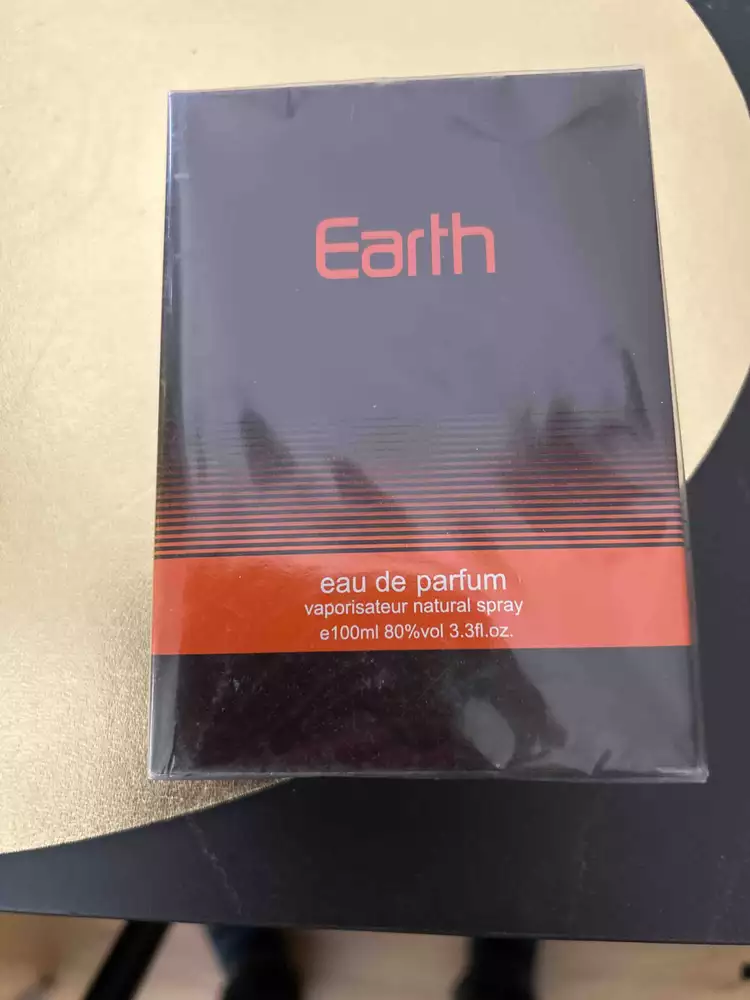 Earth
eau de parfum
vaporisateur natural spray
e100ml 80%vol 3.3fl.oz.